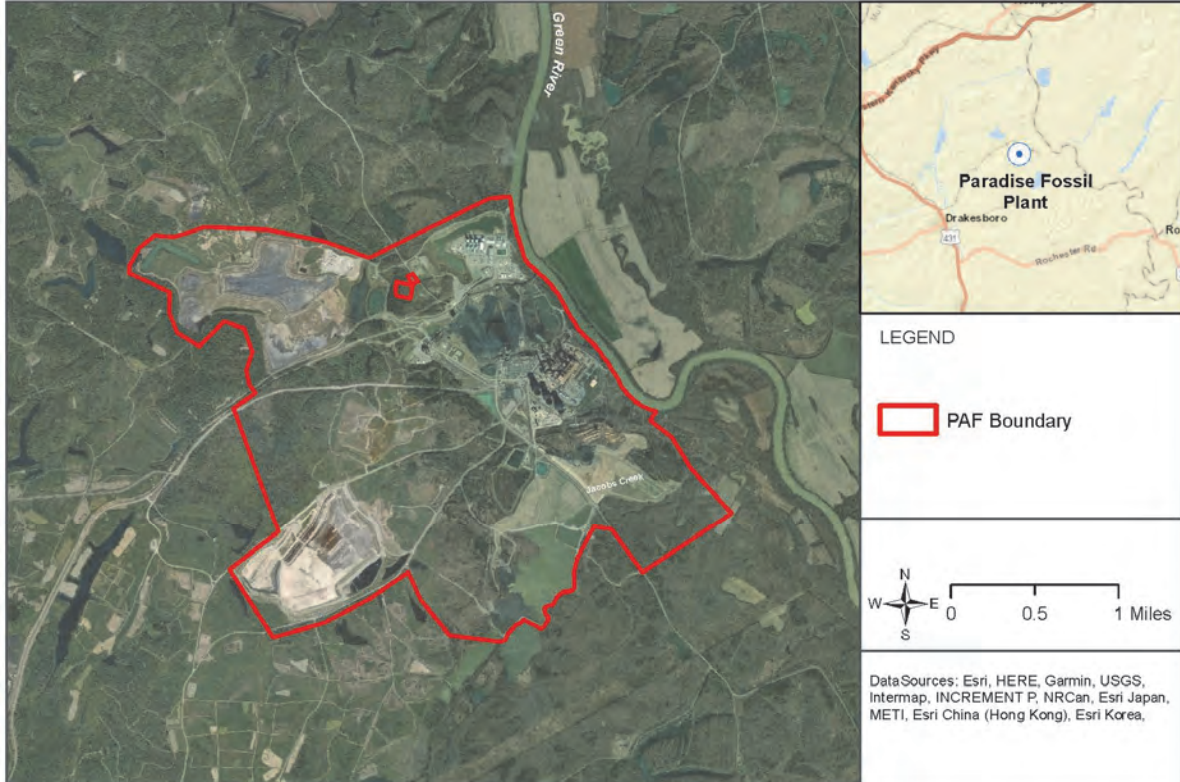 Green River
Jacobs Creek
Paradise Fossil
Plant
Drakesboro
431
Rochester Rd
Ro
LEGEND
PAF Boundary
N
W
E
S
0
0.5
1 Miles
DataSources: Esri, HERE, Garmin, USGS,
Intermap, INCREMENT P, NRCan, Esri Japan,
METI, Esri China (Hong Kong), Esri Korea,